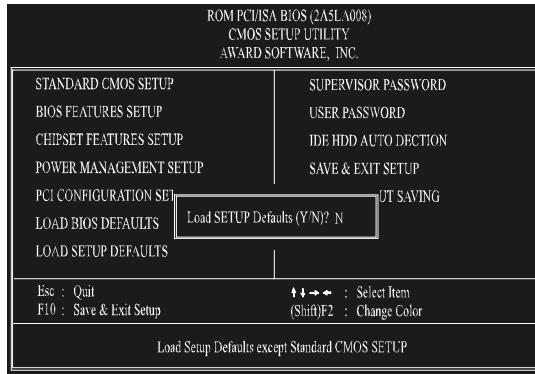 ROM PCI/ISA BIOS (2A5LA008)
CMOS SETUP UTILITY
AWARD SOFTWARE, INC.
STANDARD CMOS SETUP
BIOS FEATURES SETUP
CHIPSET FEATURES SETUP
POWER MANAGEMENT SETUP
PCI CONFIGURATION SET
LOAD BIOS DEFAULTS
LOAD SETUP DEFAULTS
SUPERVISOR PASSWORD
USER PASSWORD
IDE HDD AUTO DECTION
SAVE & EXIT SETUP
UT SAVING
Load SETUP Defaults (Y/N)? N
Esc : Quit
F10 : Save & Exit Setup
↑ ↓ → ← : Select Item
(Shift)F2 : Change Color
Load Setup Defaults except Standard CMOS SETUP